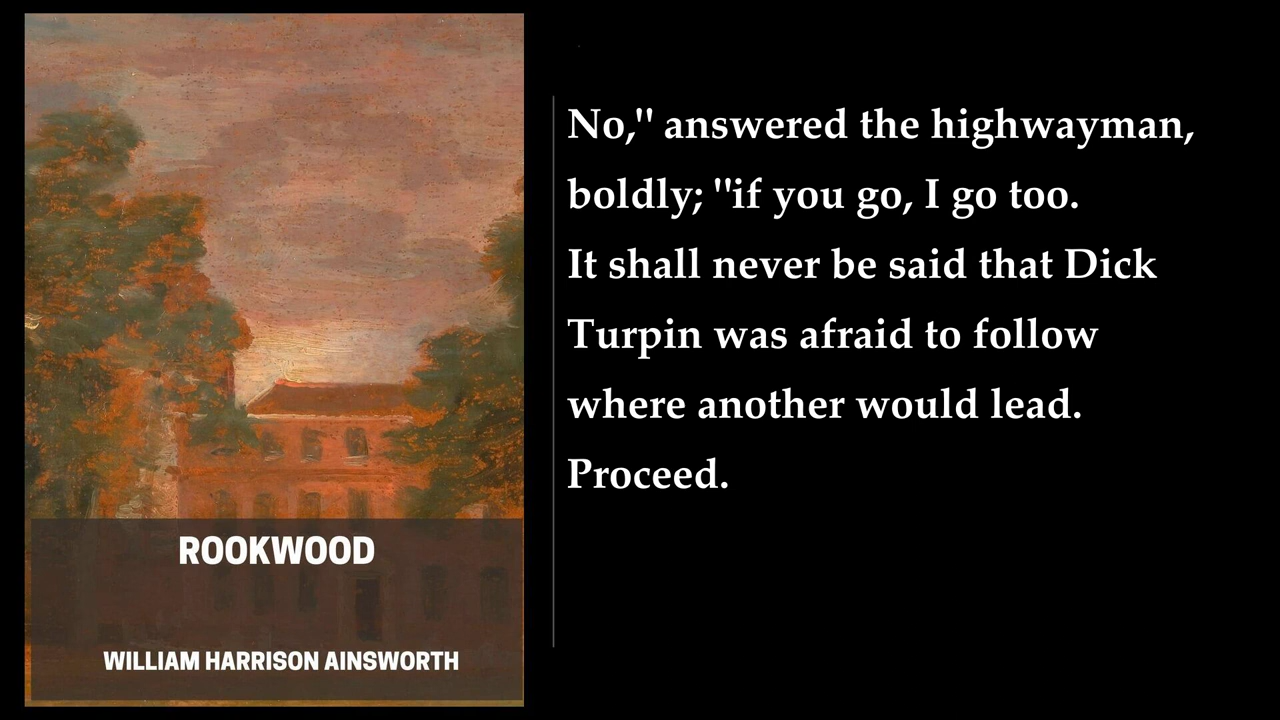 ROOKWOOD
WILLIAM HARRISON AINSWORTH
No," answered the highwayman,
boldly; "if you go, I go too.
It shall never be said that Dick
Turpin was afraid to follow
where another would lead.
Proceed.